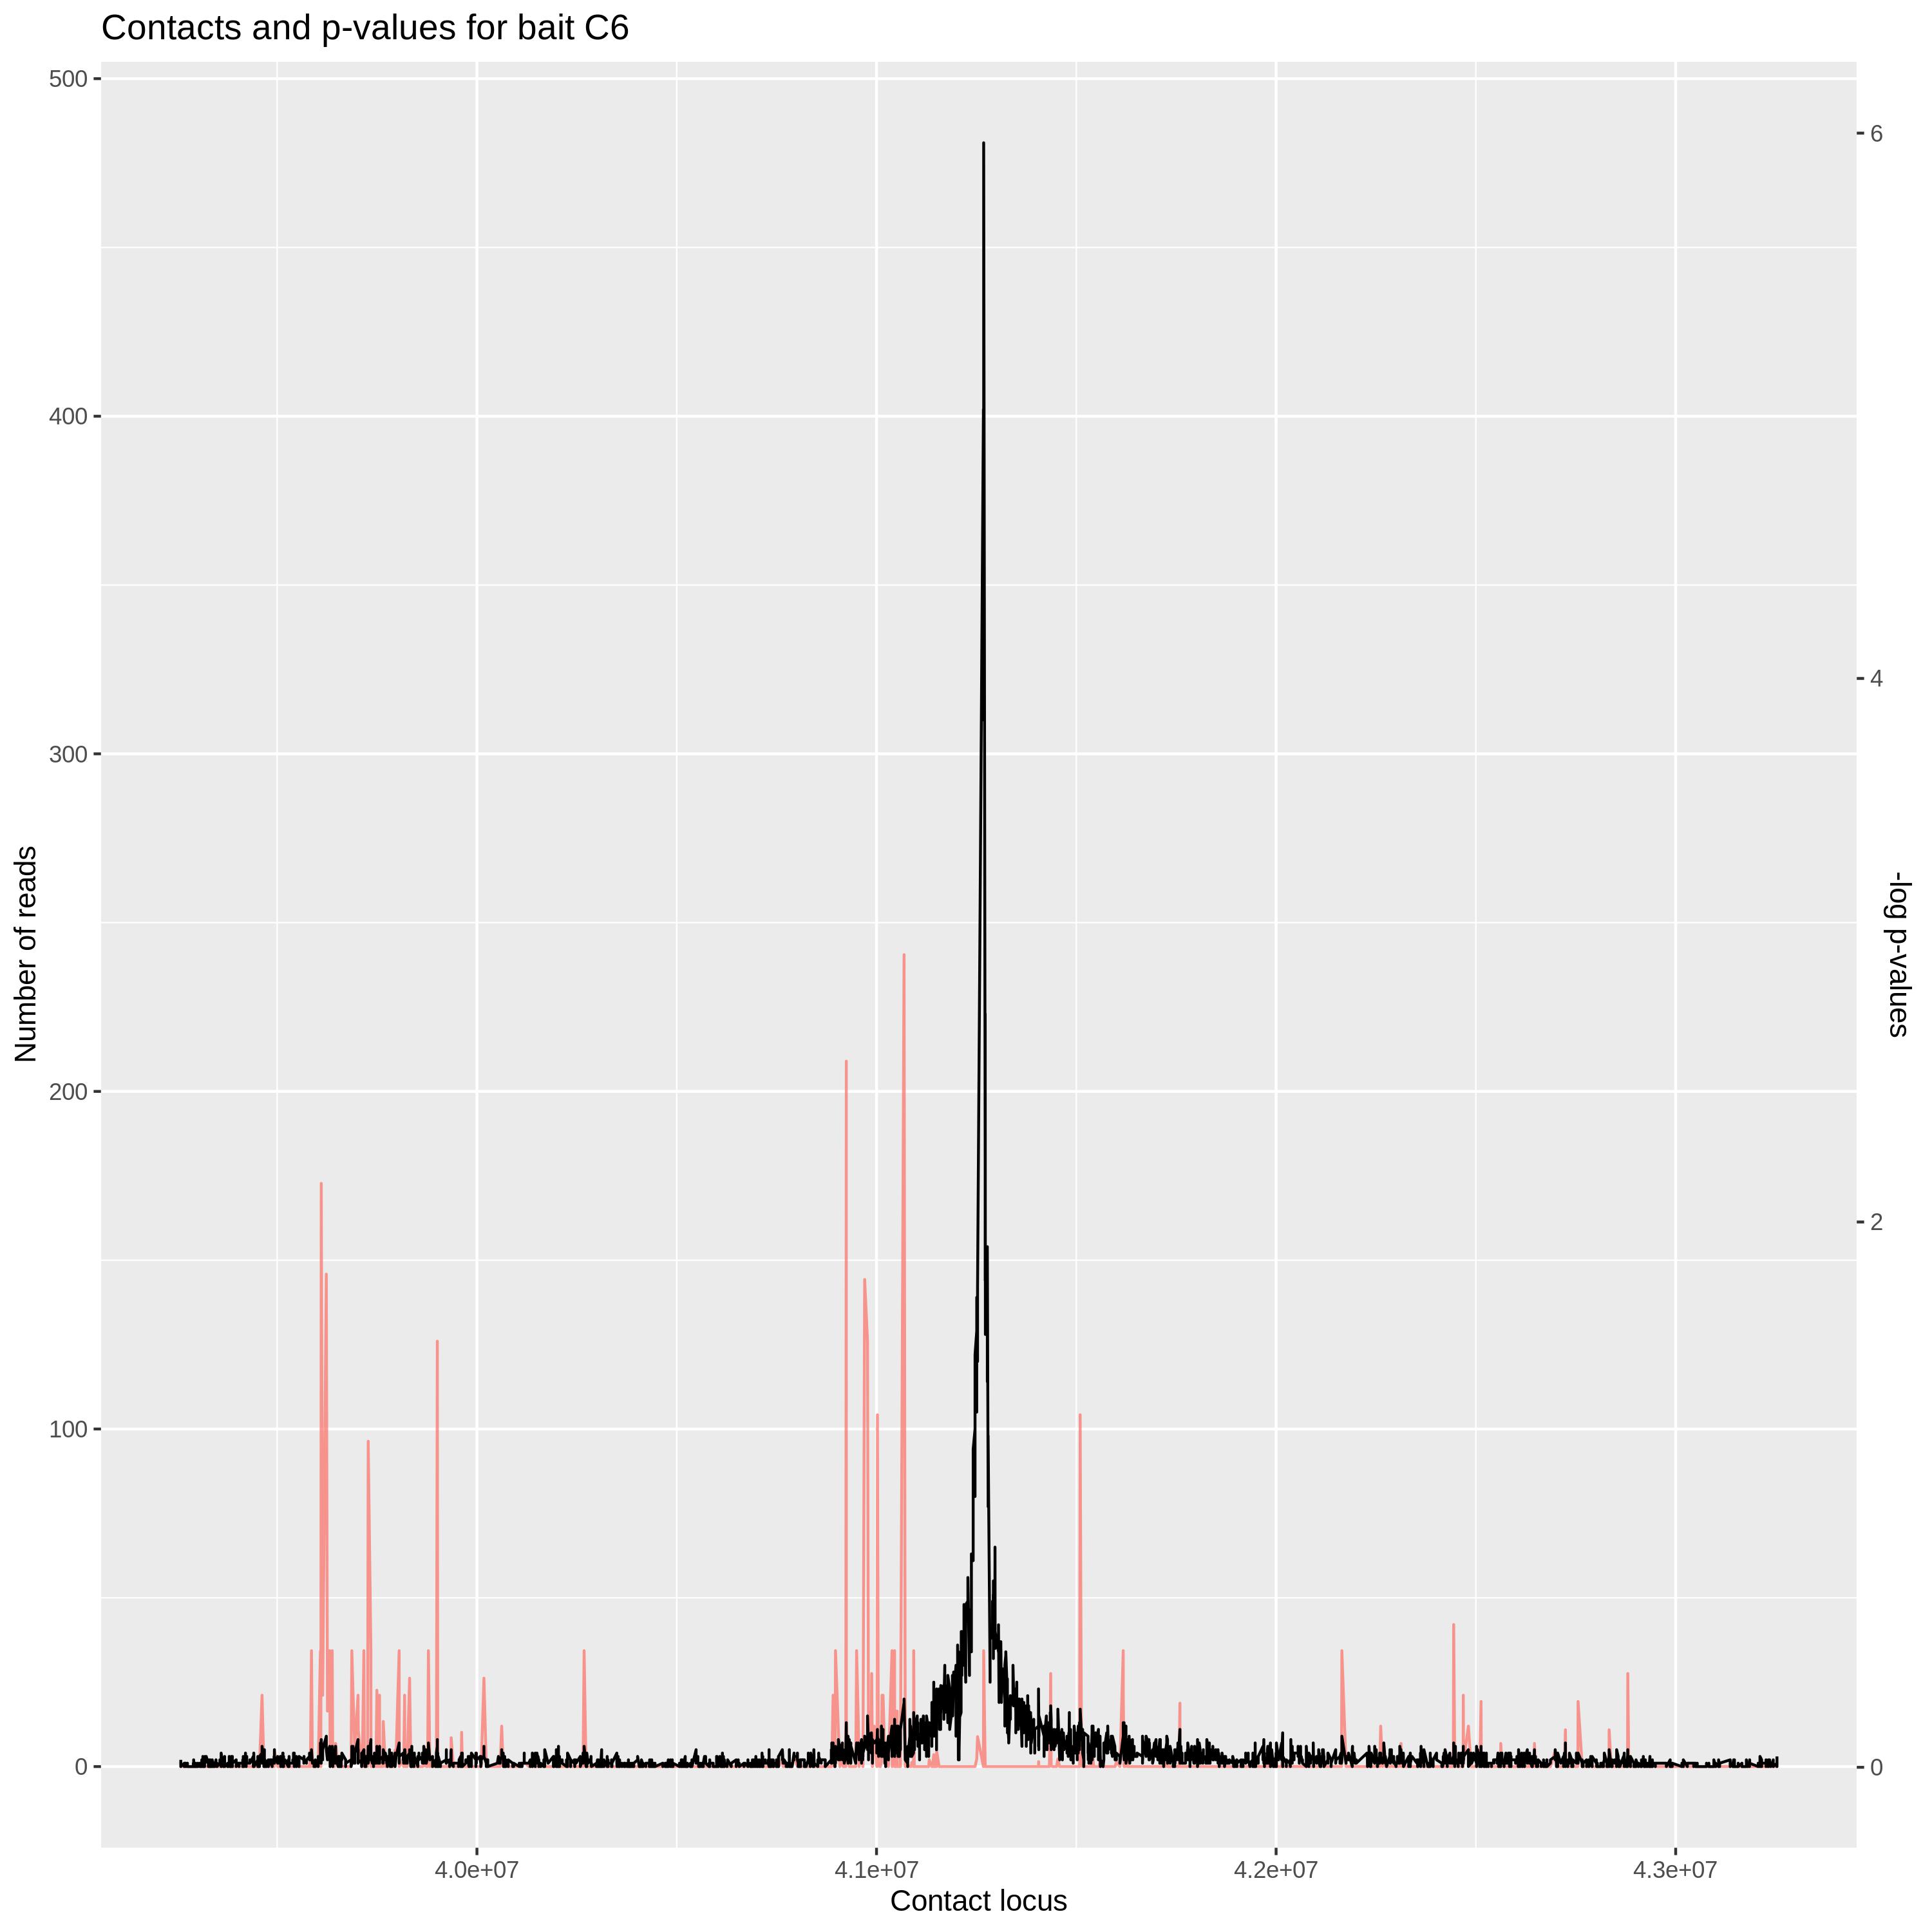 Contacts and p-values for bait C6
500
400
300
200
100
0
Number of reads
6
4
2
0
-log p-values
4.0e+07
4.1e+07
4.2e+07
4.3e+07
Contact locus